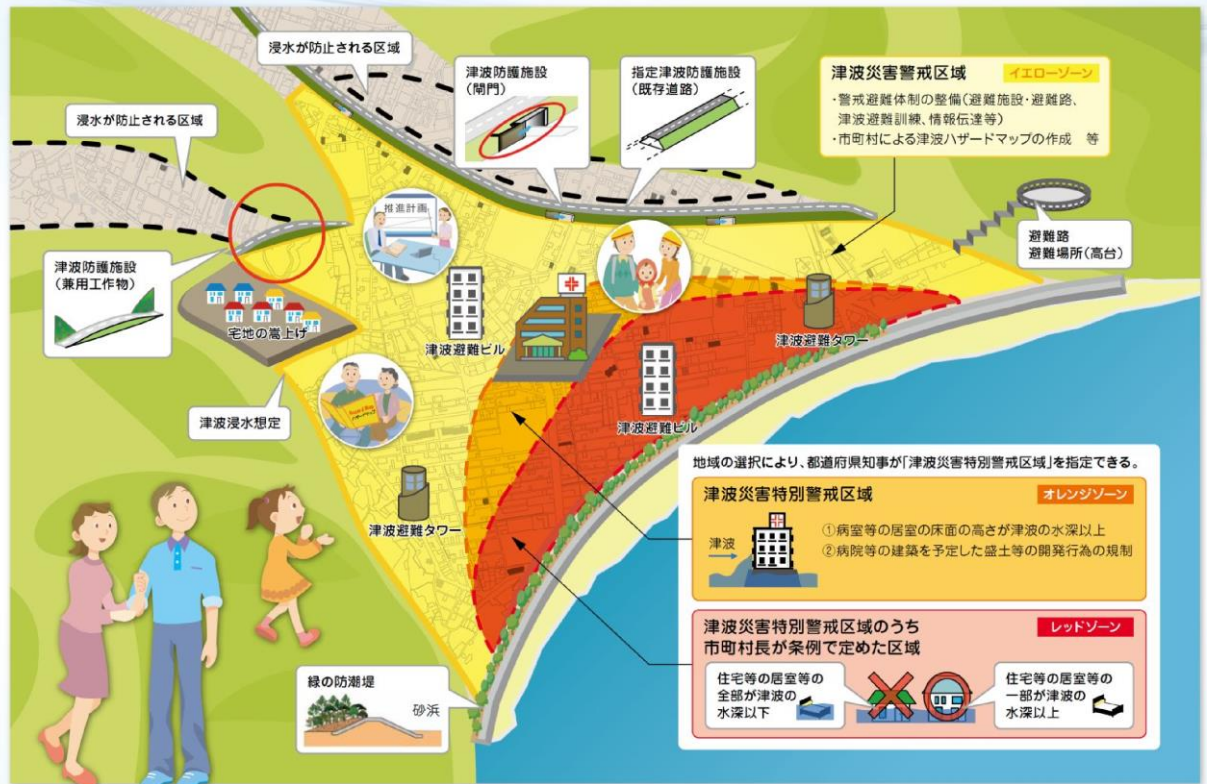 浸水が防止される区域
津波防護施設
(閘門)
指定津波防護施設
(既存道路)
津波災害警戒区域
イエローゾーン
・警戒避難体制の整備(避難施設・避難路、
津波避難訓練、情報伝達等)
・市町村による津波ハザードマップの作成　等
浸水が防止される区域
推進計画
避難路
避難場所(高台)
津波防護施設
(兼用工作物)
宅地の嵩上げ
津波避難ビル
津波避難タワー
津波浸水想定
ハザードマップ
津波避難ビル
津波避難タワー
地域の選択により、都道府県知事が「津波災害特別警戒区域」を指定できる。
津波災害特別警戒区域
オレンジゾーン
津波
①病室等の居室の床面の高さが津波の水深以上
②病院等の建築を予定した盛土等の開発行為の規制
津波災害特別警戒区域のうち
市町村長が条例で定めた区域
レッドゾーン
住宅等の居室等の
全部が津波の
水深以下
住宅等の居室等の
一部が津波の
水深以上
緑の防潮堤
砂浜